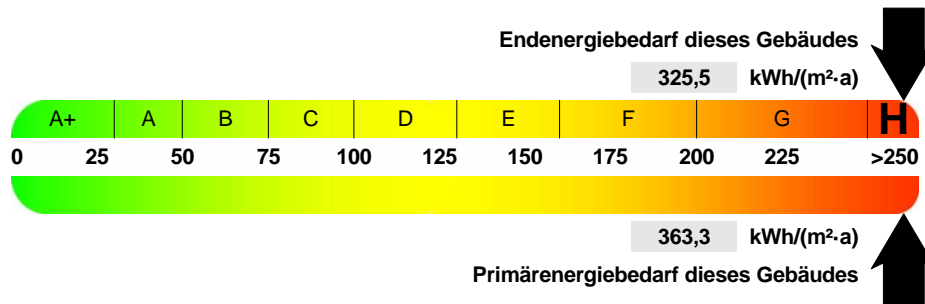 Endenergiebedarf dieses Gebäudes
325,5 kWh/(m²·a)
A+ A B C D E F G H
0 25 50 75 100 125 150 175 200 225 >250
363,3 kWh/(m²·a)
Primärenergiebedarf dieses Gebäudes